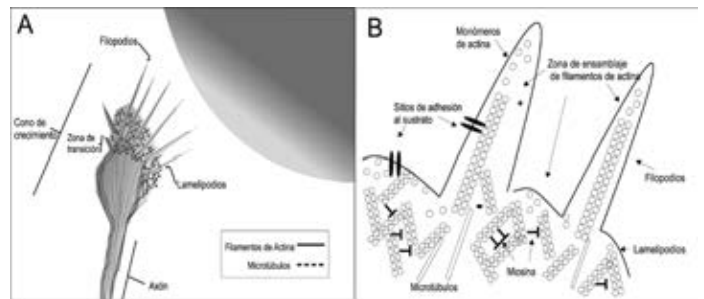 A
Filopodios
Cono de
crecimiento
Zona de
transición
Lamelipodios
Filamentos de Actina
Microtúbulos
Axón
B
Monómeros
de actina
Zona de ensamblaje
de filamentos de actina
Sitios de adhesión
al sustrato
Filopodios
Lamelipodios
Miosina
Microtúbulos